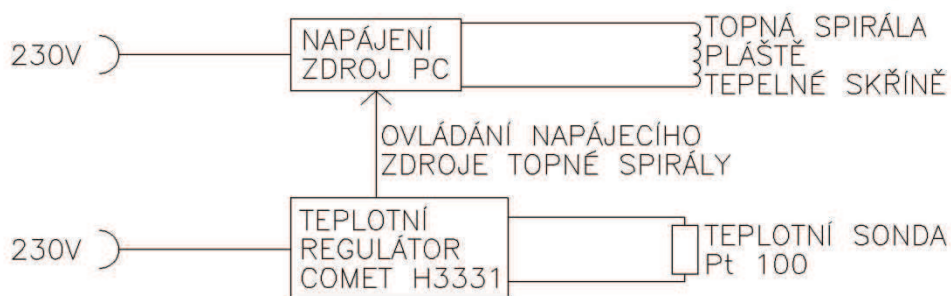 230V
NAPÁJENÍ
ZDROJ PC
TOPNÁ SPIRÁLA
PLÁŠTĚ
TEPELNÉ SKŘÍNĚ
OVLÁDÁNÍ NAPÁJECÍHO
ZDROJE TOPNÉ SPIRÁLY
230V
TEPLOTNÍ
REGULÁTOR
COMET H3331
TEPLOTNÍ SONDA
Pt 100